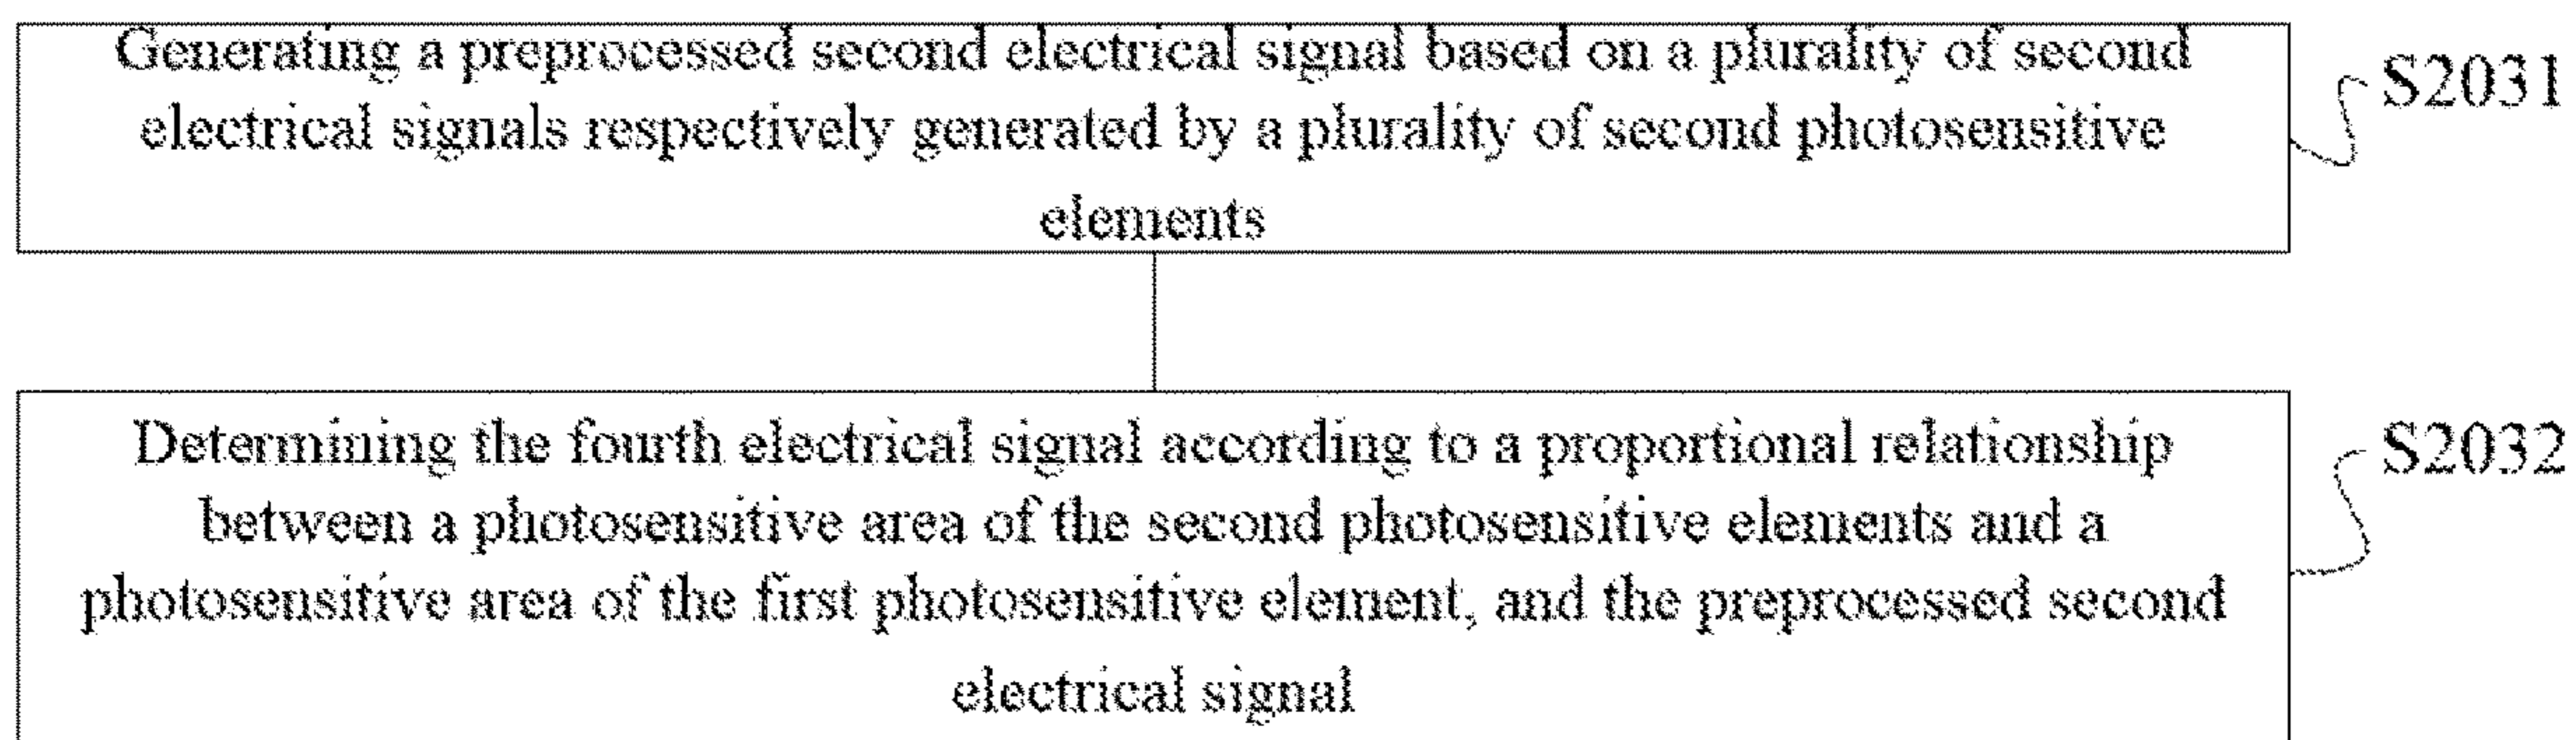 Generating a preprocessed second electrical signal based on a plurality of second
electrical signals respectively generated by a plurality of second photosensitive
elements
S2031
Determining the fourth electrical signal according to a proportional relationship
between a photosensitive area of the second photosensitive elements and a
photosensitive area of the first photosensitive element, and the preprocessed second
electrical signal
S2032